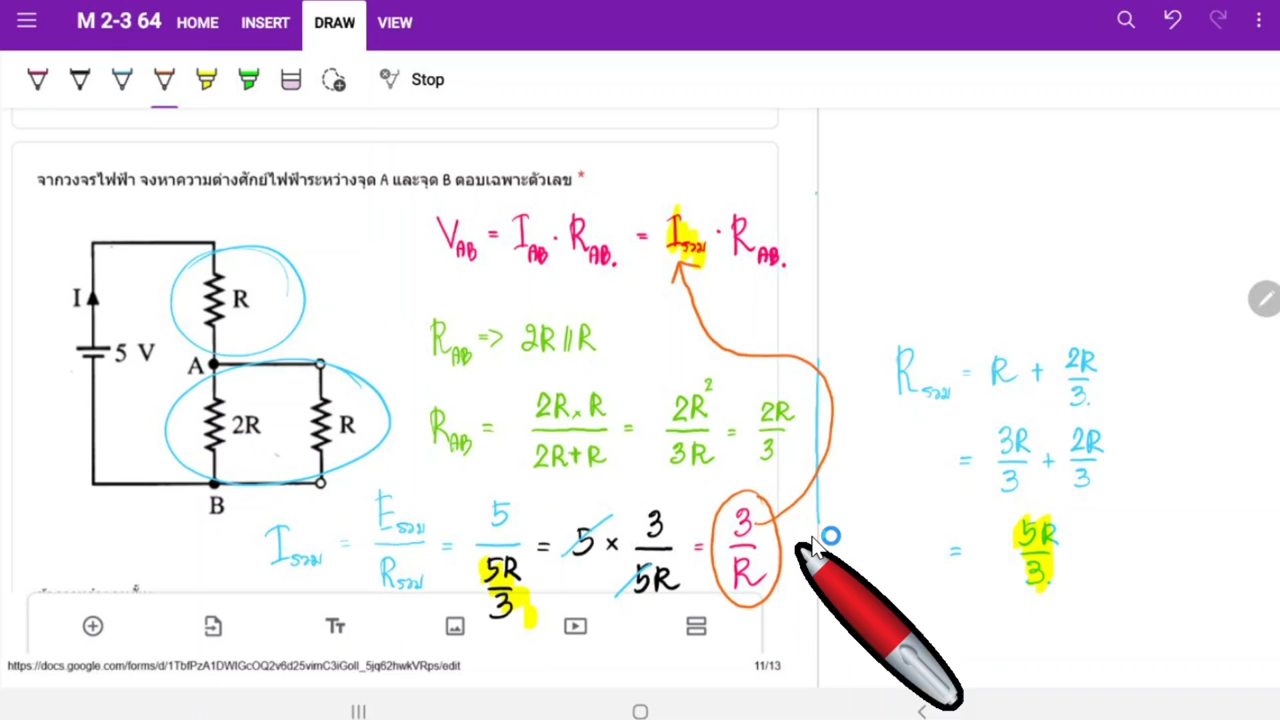 M 2-3 64 HOME INSERT DRAW VIEW
Stop
จากวงจรไฟฟ้า จงหาความต่างศักย์ไฟฟ้าระหว่างจุด A และจุด B ตอบเฉพาะตัวเลข *
V_AB = I_AB · R_AB. = I_รวม · R_AB.
I
R
5 V
A
2R
R
B
R_AB => 2R // R
R_AB = 2R × R / 2R + R = 2R² / 3R = 2R / 3
I_รวม = E_รวม / R_รวม = 5 / 5R/3 = 5 × 3 / 5R = 3 / R
R_รวม = R + 2R / 3.
= 3R / 3 + 2R / 3
= 5R / 3.
Tт
https://docs.google.com/forms/d/1TbfPzA1DWIGcOQ2v6d25vimC3iGoll_5jq62hwkVRps/edit
11/13